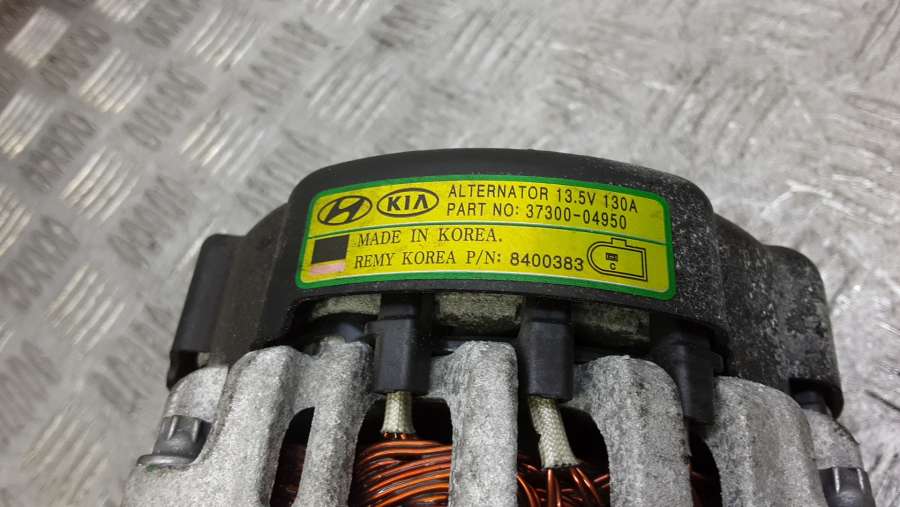 KIA
ALTERNATOR 13.5V 130A
PART NO: 37300-04950
MADE IN KOREA.
REMY KOREA P/N: 8400383
C